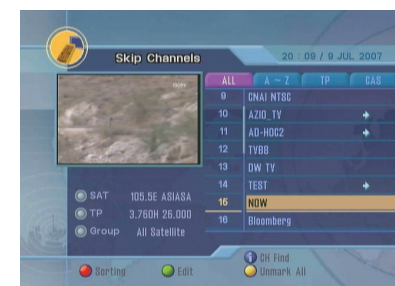 Skip Channels
20 : 09 / 9 JUL 2007
ALL A ~ Z TP CAS
9 CNAI NTSC
10 AZIO_TV
11 AD-HOC2
12 TVBB
13 DW TV
14 TEST
15 NOW
16 Bloomberg
SAT 105.5E ASIASA
TP 3.760H 26.000
Group All Satellite
CH Find
Sorting Edit Unmark All